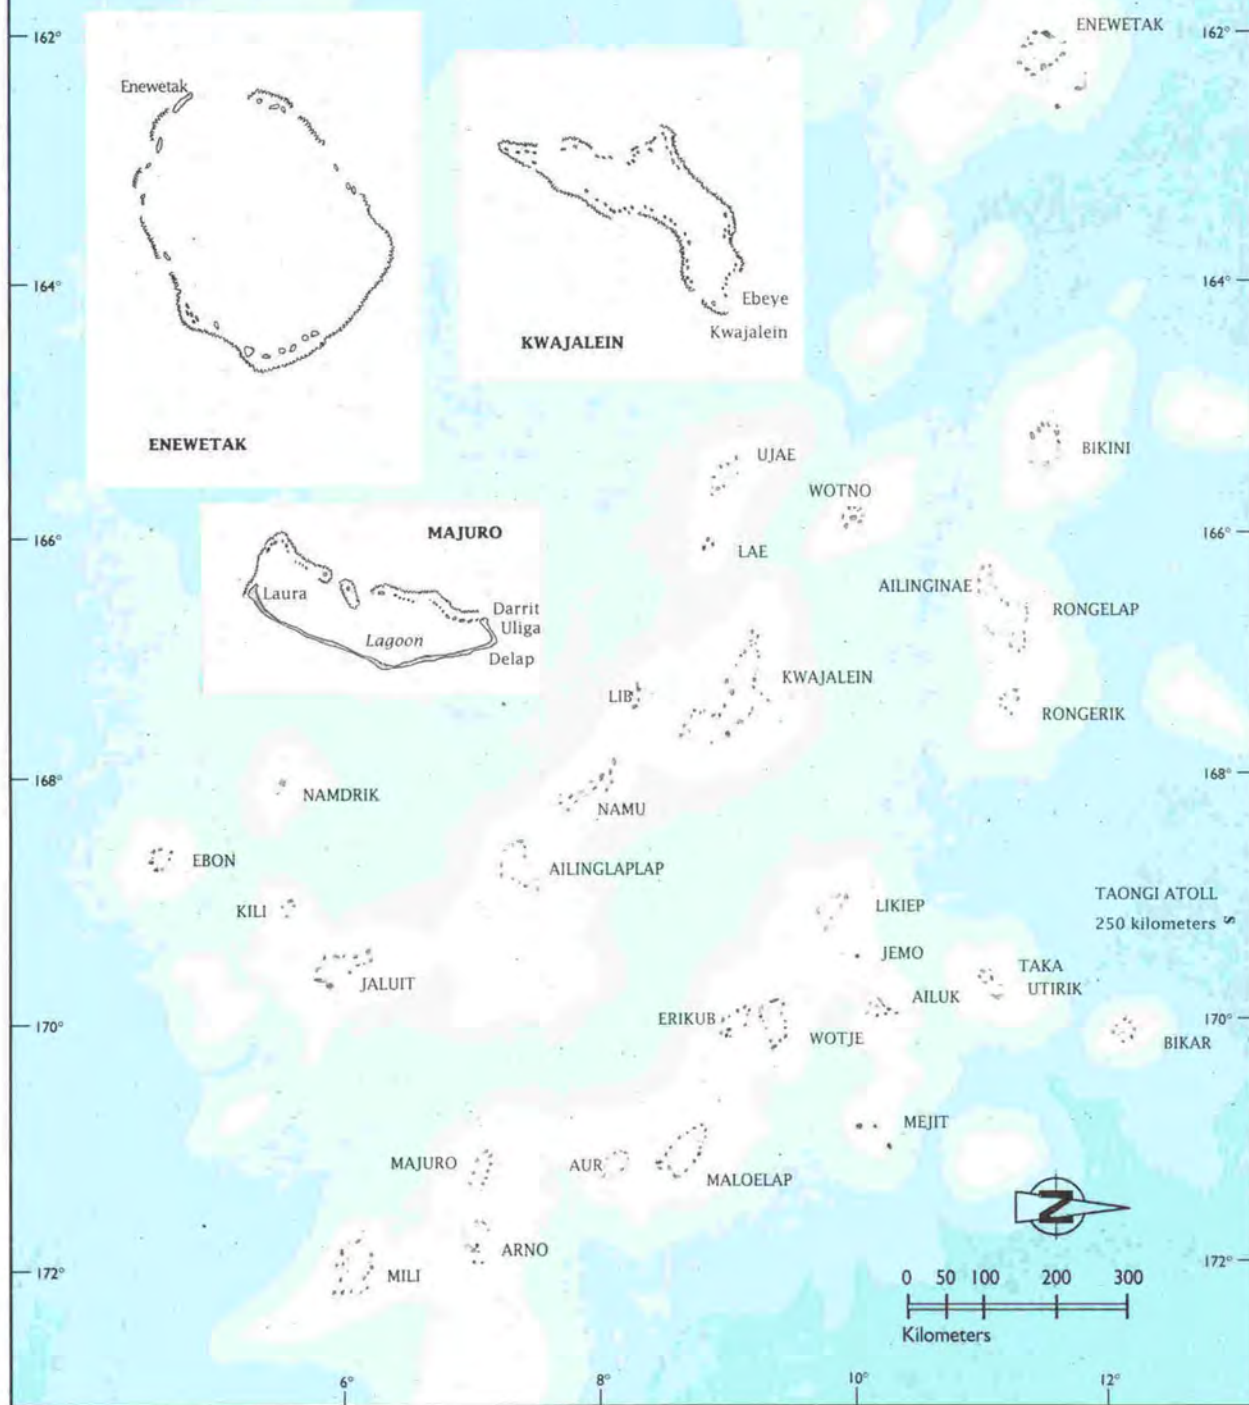 162°
ENEWETAK
162°
Enewetak
ENEWETAK
Ebeye
Kwajalein
KWAJALEIN
164°
164°
UJAE
BIKINI
WOTNO
MAJURO
166°
166°
LAE
AILINGINAE
Laura
Darrit
RONGELAP
Uliga
Lagoon
Delap
KWAJALEIN
LIB
RONGERIK
168°
168°
NAMDRIK
NAMU
EBON
AILINGLAPLAP
TAONGI ATOLL
250 kilometers
KILI
LIKIEP
JEMO
TAKA
JALUIT
UTIRIK
AILUK
170°
170°
ERIKUB
WOTJE
BIKAR
MEJIT
MAJURO
AUR
MALOELAP
N
ARNO
172°
172°
MILI
0 50 100 200 300
Kilometers
6° 8° 10° 12°